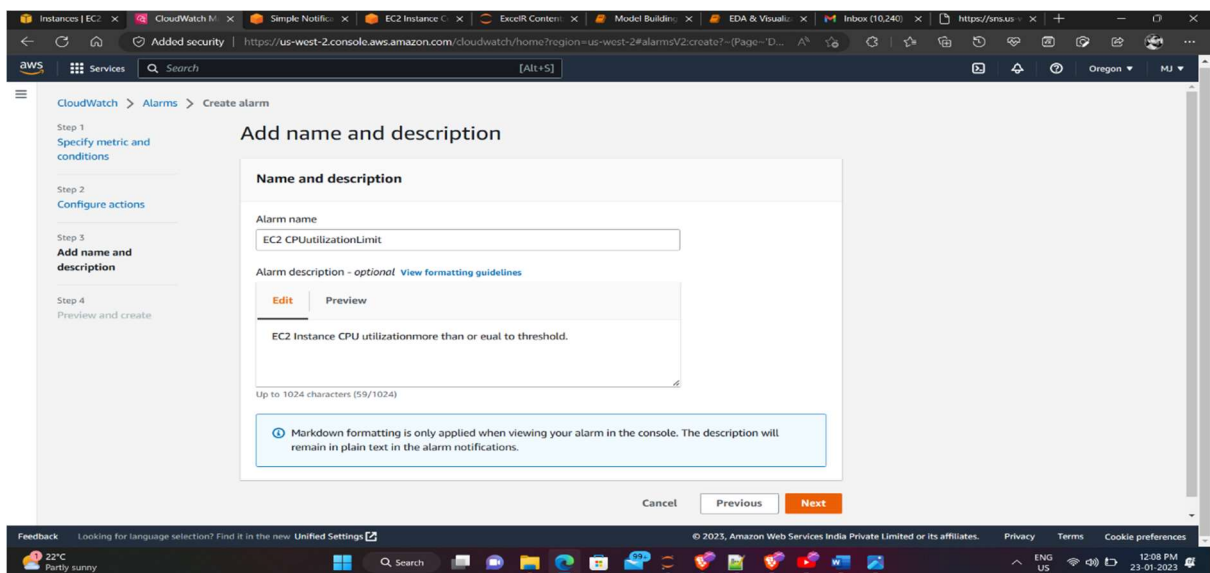 Instances | EC2
CloudWatch M
Simple Notific
EC2 Instance C
ExcelR Content
Model Building
EDA & Visualiz
Inbox (10,240)
https://sns.us-w
Added security
https://us-west-2.console.aws.amazon.com/cloudwatch/home?region=us-west-2#alarmsV2:create?~(Page~'D...
aws
Services
Search
[Alt+S]
Oregon
MJ
CloudWatch > Alarms > Create alarm
Step 1
Specify metric and
conditions
Step 2
Configure actions
Step 3
Add name and
description
Step 4
Preview and create
Add name and description
Name and description
Alarm name
EC2 CPUutilizationLimit
Alarm description - optional View formatting guidelines
Edit
Preview
EC2 Instance CPU utilizationmore than or eual to threshold.
Up to 1024 characters (59/1024)
Markdown formatting is only applied when viewing your alarm in the console. The description will
remain in plain text in the alarm notifications.
Cancel
Previous
Next
Feedback
Looking for language selection? Find it in the new Unified Settings
© 2023, Amazon Web Services India Private Limited or its affiliates.
Privacy
Terms
Cookie preferences
1
22°C
Partly sunny
Search
99+
ENG
US
12:08 PM
23-01-2023